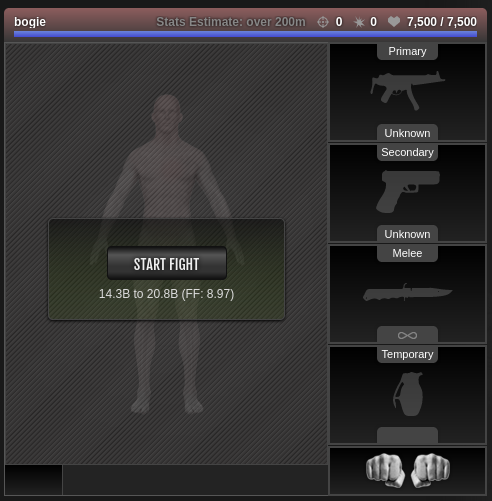 bogie Stats Estimate: over 200m 0 0 7,500 / 7,500
Primary
Unknown
Secondary
Unknown
Melee
START FIGHT
14.3B to 20.8B (FF: 8.97)
∞
Temporary